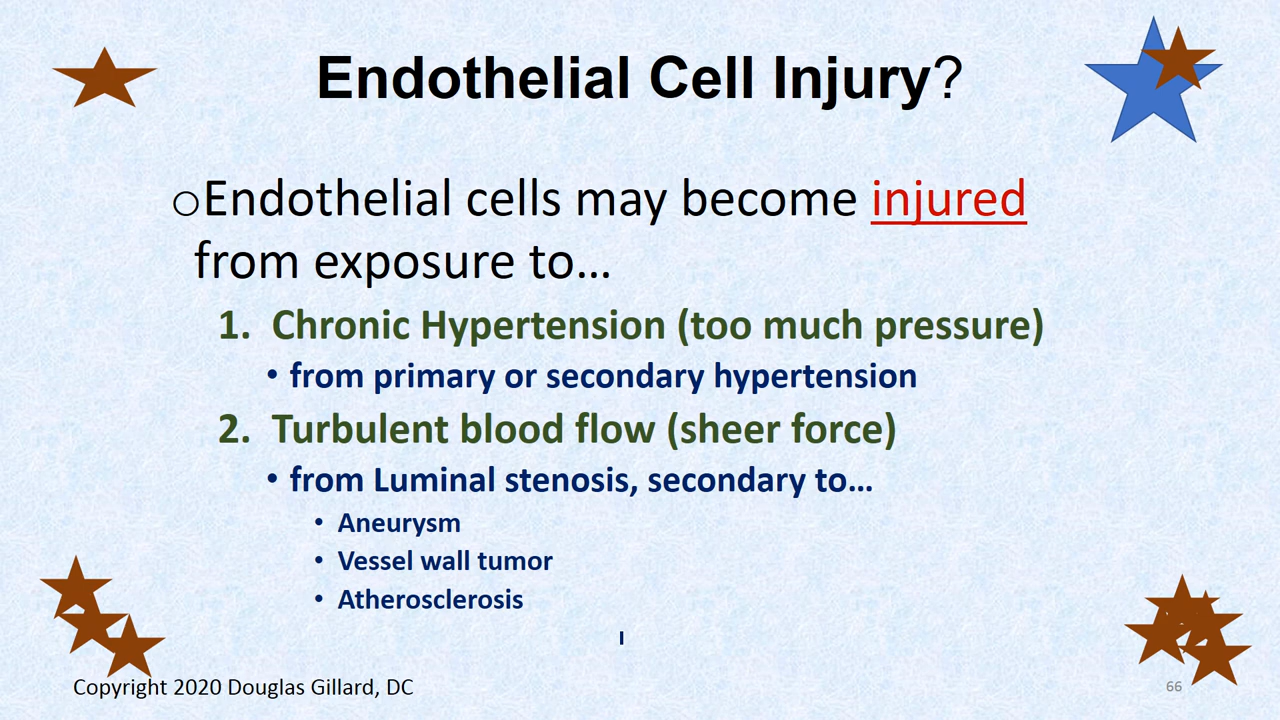 Endothelial Cell Injury?
oEndothelial cells may become injured
from exposure to…
1. Chronic Hypertension (too much pressure)
• from primary or secondary hypertension
2. Turbulent blood flow (sheer force)
• from Luminal stenosis, secondary to…
• Aneurysm
• Vessel wall tumor
• Atherosclerosis
Copyright 2020 Douglas Gillard, DC
66